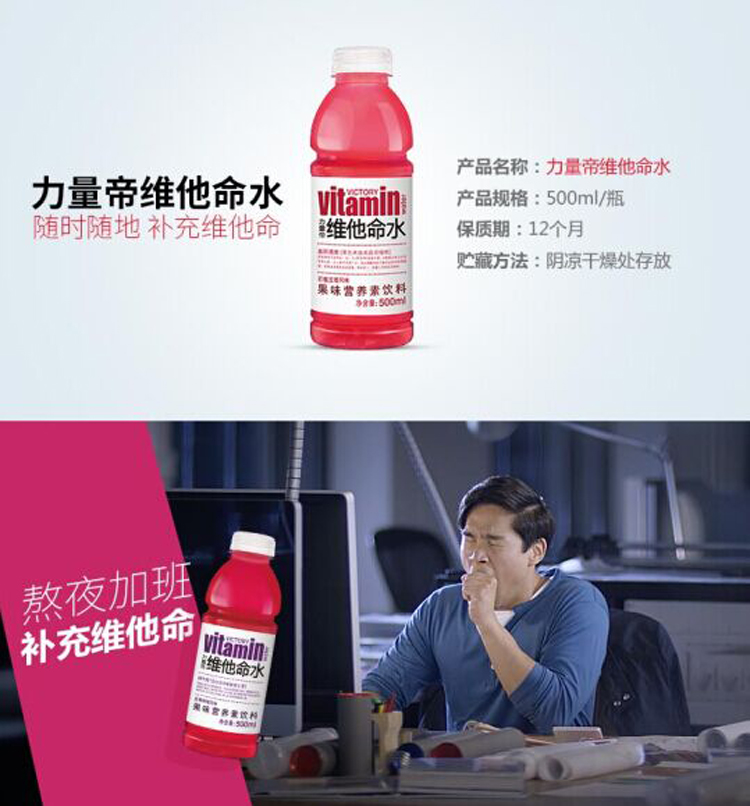 力量帝维他命水
随时随地 补充维他命
VICTORY
vitamin
力量帝
维他命水
果味营养素饮料
净含量:500ml
产品名称：力量帝维他命水
产品规格：500ml/瓶
保质期：12个月
贮藏方法：阴凉干燥处存放
熬夜加班
补充维他命
VICTORY
vitamin
维他命水
果味营养素饮料
净含量:500ml